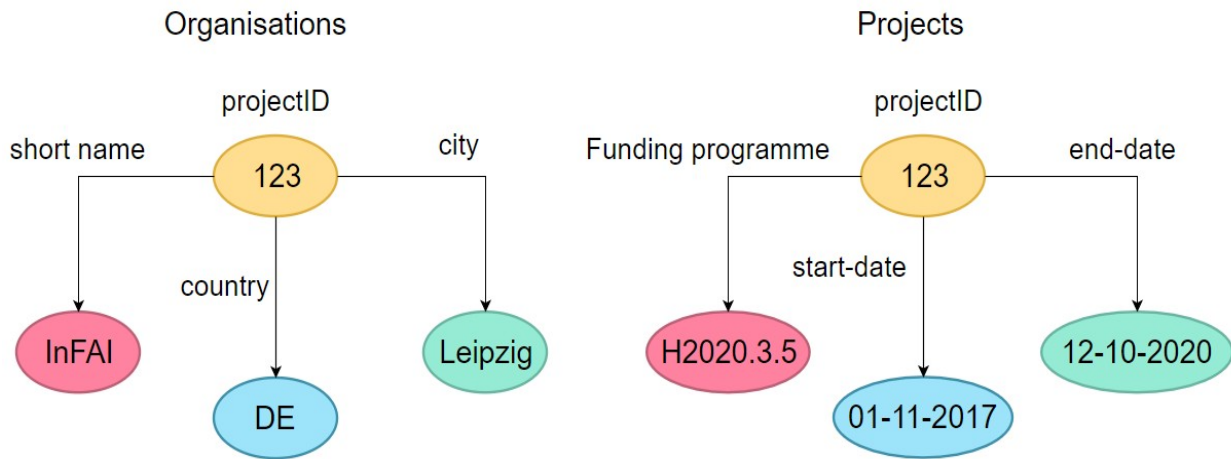 Organisations
projectID
short name
123
city
country
InFAI
Leipzig
DE
Projects
projectID
Funding programme
123
end-date
start-date
H2020.3.5
12-10-2020
01-11-2017